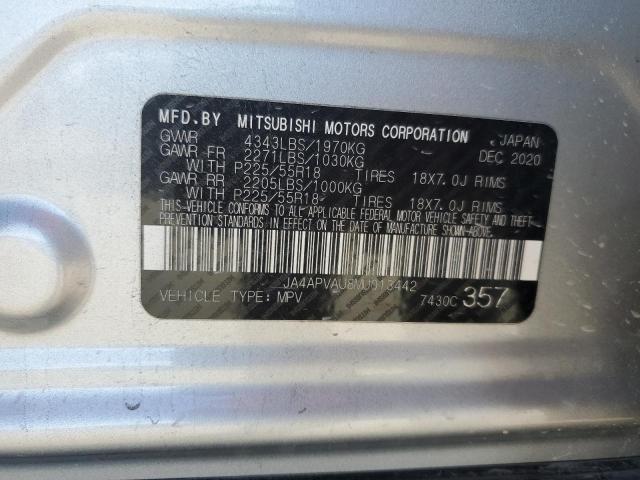 MFD.BY MITSUBISHI MOTORS CORPORATION JAPAN
GVWR 4343LBS/1970KG DEC 2020
GAWR FR 2271LBS/1030KG
WITH P225/55R18 TIRES 18X7.0J RIMS
GAWR RR 2205LBS/1000KG
WITH P225/55R18 TIRES 18X7.0J RIMS
THIS VEHICLE CONFORMS TO ALL APPLICABLE FEDERAL MOTOR VEHICLE SAFETY AND THEFT
PREVENTION STANDARDS IN EFFECT ON THE DATE OF MANUFACTURE SHOWN ABOVE.
JA4APVAU8MU013442
VEHICLE TYPE: MPV 7430C 357